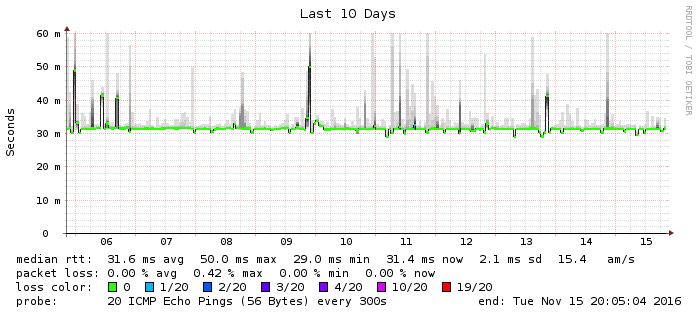 Last 10 Days
RRDTOOL / TOBI OETIKER
Seconds
60 m
50 m
40 m
30 m
20 m
10 m
0
06 07 08 09 10 11 12 13 14 15
median rtt: 31.6 ms avg 50.0 ms max 29.0 ms min 31.4 ms now 2.1 ms sd 15.4 am/s
packet loss: 0.00 % avg 0.42 % max 0.00 % min 0.00 % now
loss color: 0 1/20 2/20 3/20 4/20 10/20 19/20
probe: 20 ICMP Echo Pings (56 Bytes) every 300s end: Tue Nov 15 20:05:04 2016